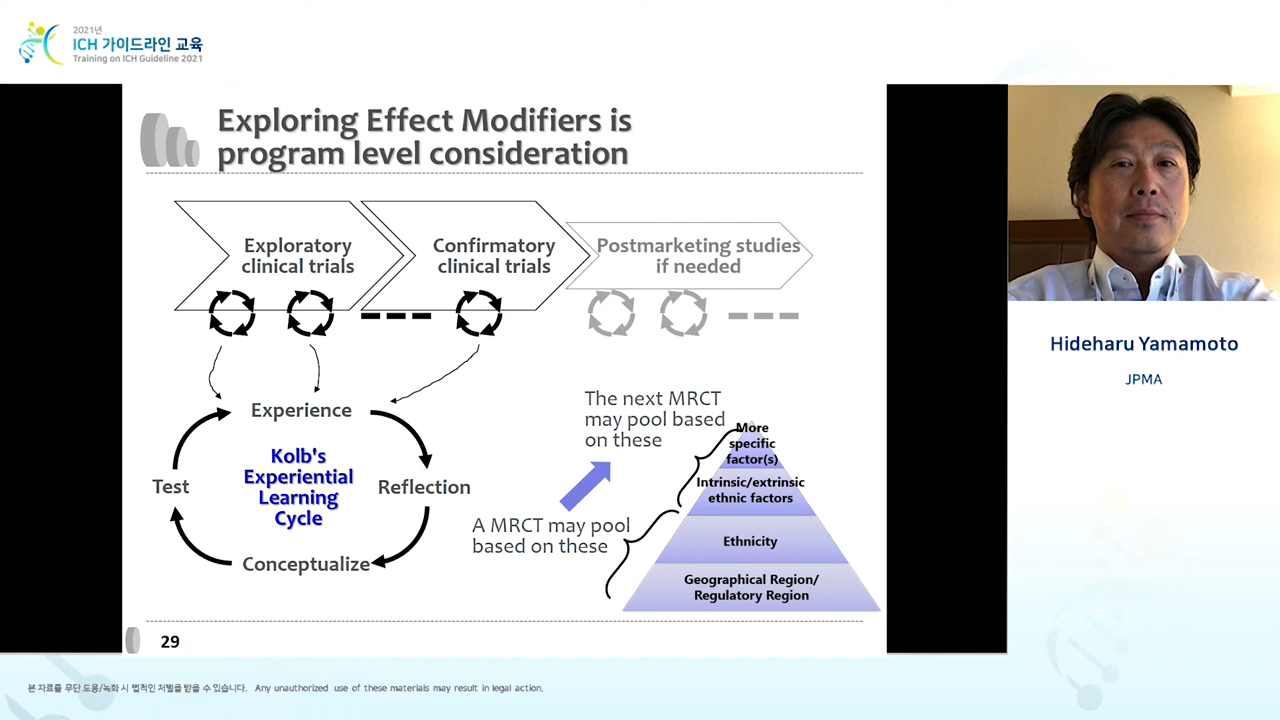 2021년
ICH 가이드라인 교육
Training on ICH Guideline 2021
Exploring Effect Modifiers is
program level consideration
Exploratory
clinical trials
Confirmatory
clinical trials
Postmarketing studies
if needed
Experience
Kolb's
Experiential
Learning
Cycle
Test
Reflection
Conceptualize
The next MRCT
may pool based
on these
A MRCT may pool
based on these
More
specific
factor(s)
Intrinsic/extrinsic
ethnic factors
Ethnicity
Geographical Region/
Regulatory Region
29
Hideharu Yamamoto
JPMA
본 자료를 무단 도용/녹화 시 법적인 처벌을 받을 수 있습니다. Any unauthorized use of these materials may result in legal action.